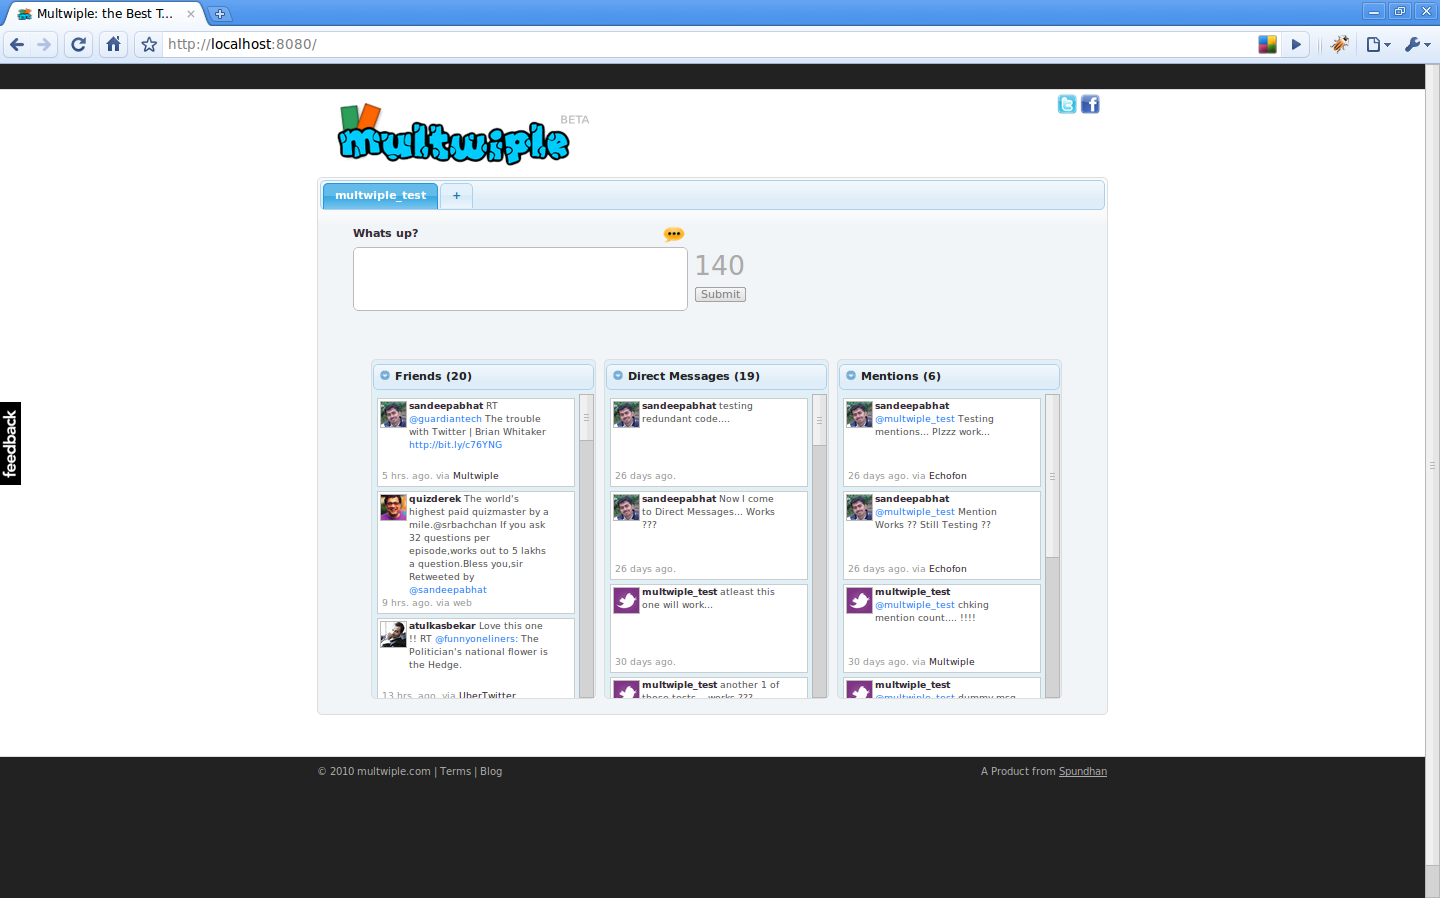 Multwiple: the Best T...
http://localhost:8080/
multwiple
BETA
multwiple_test
+
Whats up?
140
Submit
feedback
Friends (20)
sandeepabhat RT
@guardiantech The trouble
with Twitter | Brian Whitaker
http://bit.ly/c76YNG
5 hrs. ago. via Multwiple
quizderek The world's
highest paid quizmaster by a
mile.@srbachchan If you ask
32 questions per
episode,works out to 5 lakhs
a question.Bless you,sir
Retweeted by
@sandeepabhat
9 hrs. ago. via web
atulkasbekar Love this one
!! RT @funnyoneliners: The
Politician's national flower is
the Hedge.
13 hrs. ago. via UberTwitter
Direct Messages (19)
sandeepabhat testing
redundant code....
26 days ago.
sandeepabhat Now I come
to Direct Messages... Works
???
26 days ago.
multwiple_test atleast this
one will work...
30 days ago.
multwiple_test another 1 of
those tests... works ???
Mentions (6)
sandeepabhat
@multwiple_test Testing
mentions... Plzzz work...
26 days ago. via Echofon
sandeepabhat
@multwiple_test Mention
Works ?? Still Testing ??
26 days ago. via Echofon
multwiple_test
@multwiple_test chking
mention count.... !!!!
30 days ago. via Multwiple
multwiple_test
@multwiple_test dummy msg
© 2010 multwiple.com | Terms | Blog
A Product from Spundhan